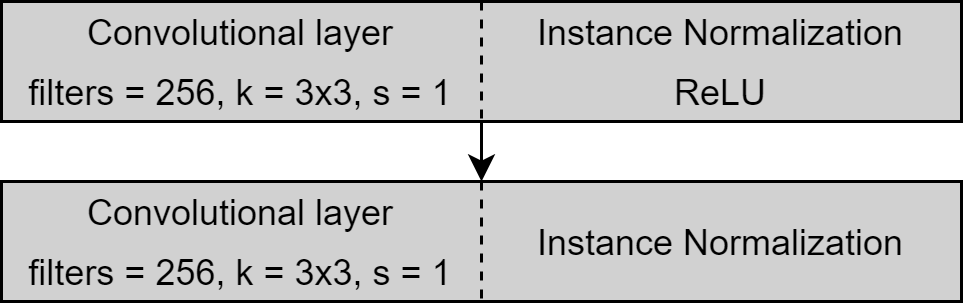 Convolutional layer
filters = 256, k = 3x3, s = 1
Instance Normalization
ReLU
Convolutional layer
filters = 256, k = 3x3, s = 1
Instance Normalization